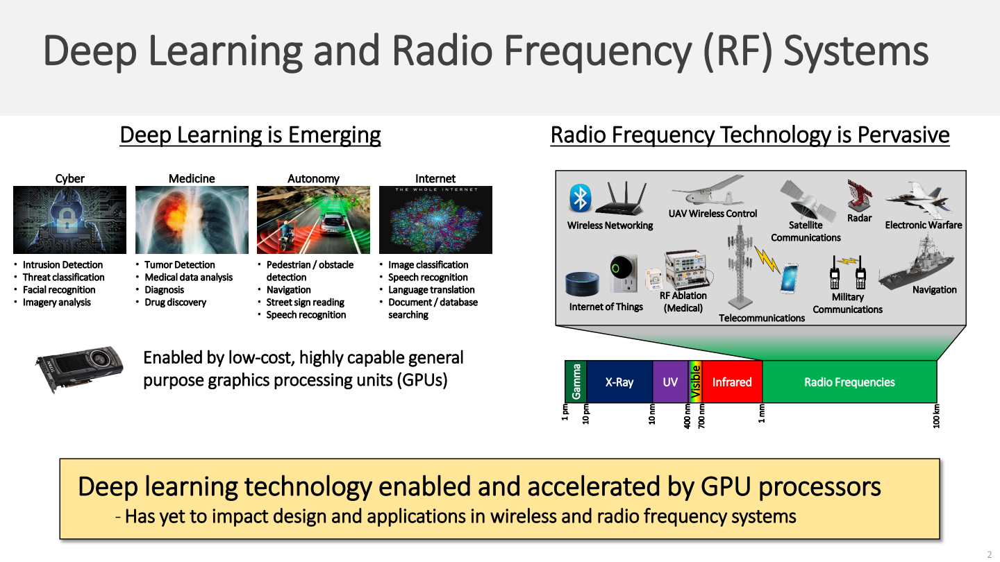 Deep Learning and Radio Frequency (RF) Systems
Deep Learning is Emerging
Cyber
• Intrusion Detection
• Threat classification
• Facial recognition
• Imagery analysis
Medicine
• Tumor Detection
• Medical data analysis
• Diagnosis
• Drug discovery
Autonomy
• Pedestrian / obstacle
detection
• Navigation
• Street sign reading
• Speech recognition
Internet
THE WHOLE INTERNET
• Image classification
• Speech recognition
• Language translation
• Document / database
searching
TITAN
Enabled by low-cost, highly capable general
purpose graphics processing units (GPUs)
Radio Frequency Technology is Pervasive
Wireless Networking
UAV Wireless Control
Satellite
Communications
Radar
Electronic Warfare
Internet of Things
RF Ablation
(Medical)
Telecommunications
Military
Communications
Navigation
Gamma
X-Ray
UV
Visible
Infrared
Radio Frequencies
1 pm
10 pm
10 nm
400 nm
700 nm
1 mm
100 km
Deep learning technology enabled and accelerated by GPU processors
- Has yet to impact design and applications in wireless and radio frequency systems
2